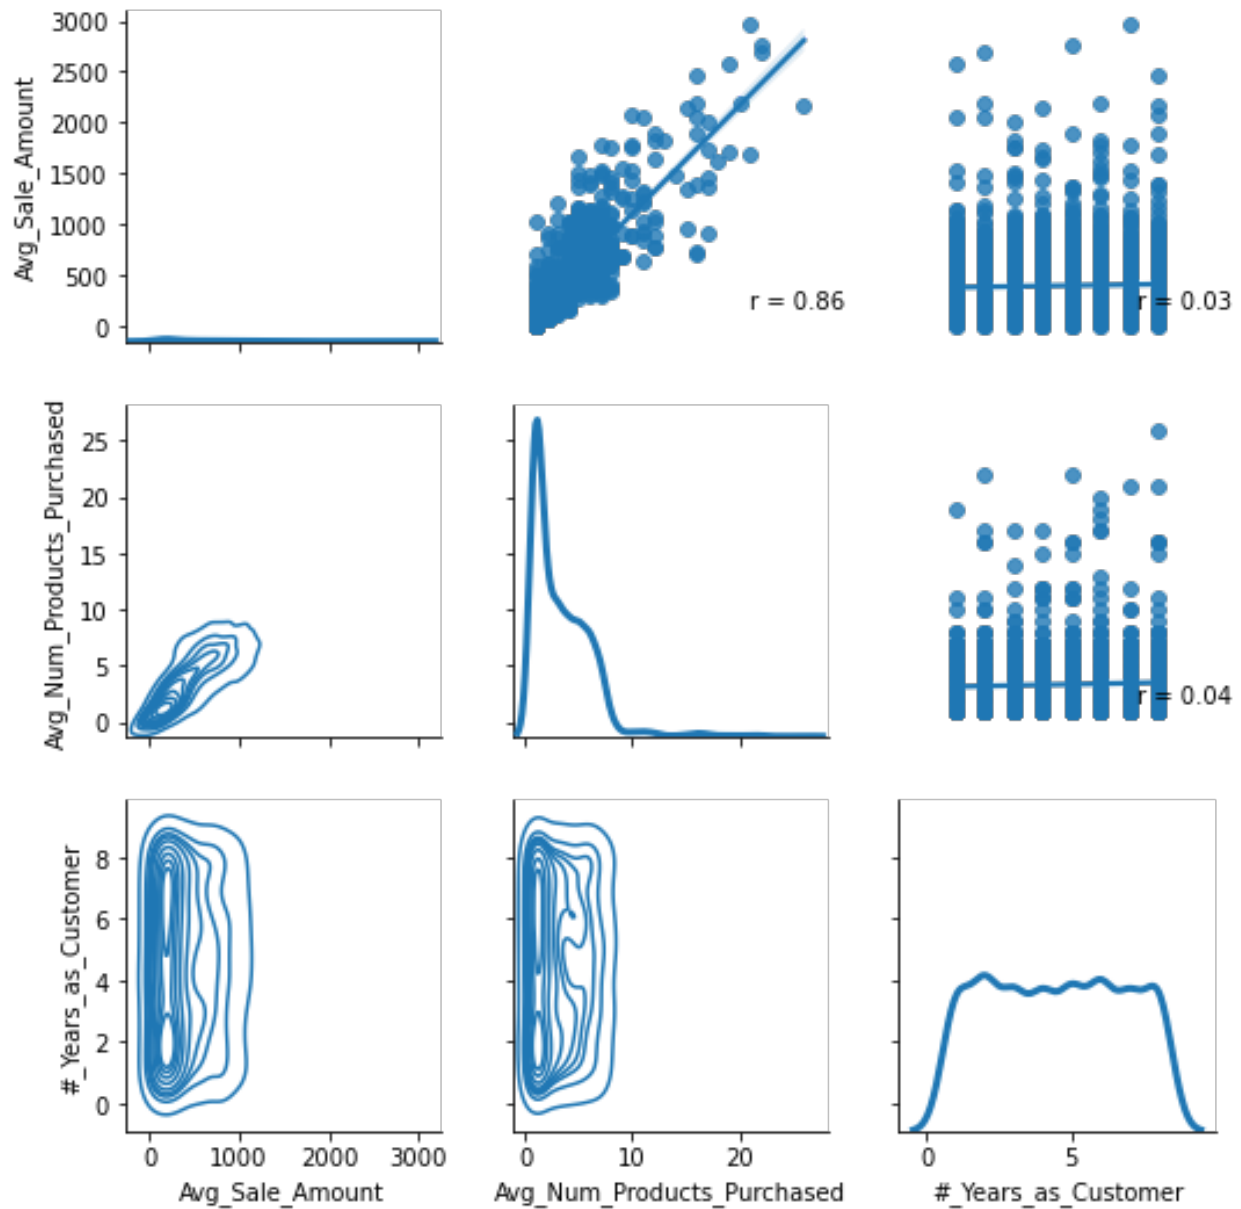 3000
2500
2000
1500
1000
500
0
Avg_Sale_Amount
r = 0.86
r = 0.03
25
20
15
10
5
0
Avg_Num_Products_Purchased
r = 0.04
8
6
4
2
0
#_Years_as_Customer
0 1000 2000 3000
Avg_Sale_Amount
0 10 20
Avg_Num_Products_Purchased
0 5
#_Years_as_Customer